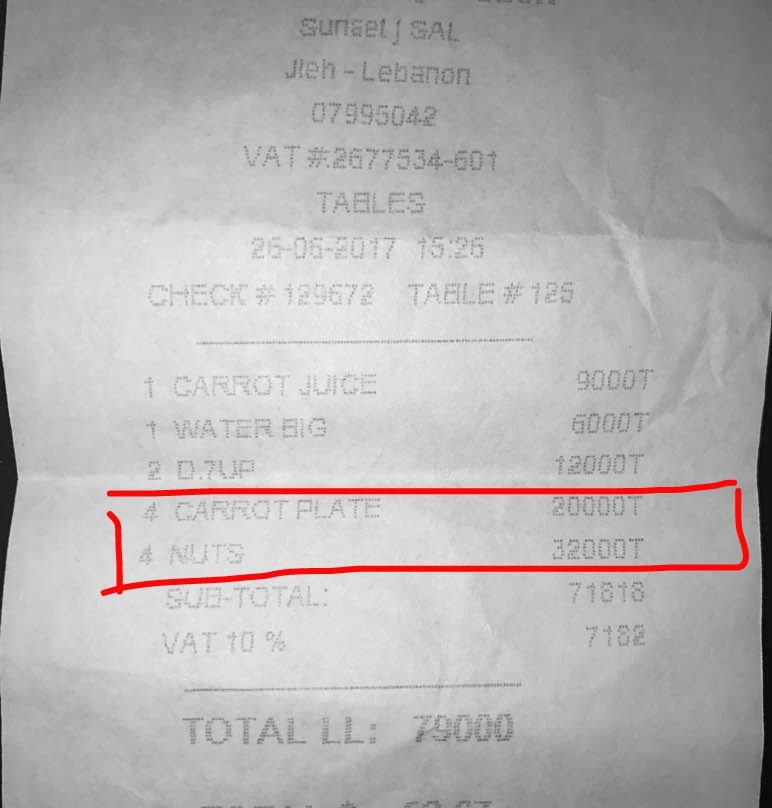 Sunset j SAL
Jieh - Lebanon
07995042
VAT #:2677534-601
TABLES
26-06-2017 15:26
CHECK # 129672 TABLE # 125
1 CARROT JUICE 9000T
1 WATER BIG 6000T
2 D.7UP 12000T
4 CARROT PLATE 20000T
4 NUTS 32000T
SUB-TOTAL: 71818
VAT 10 % 7182
TOTAL LL: 79000